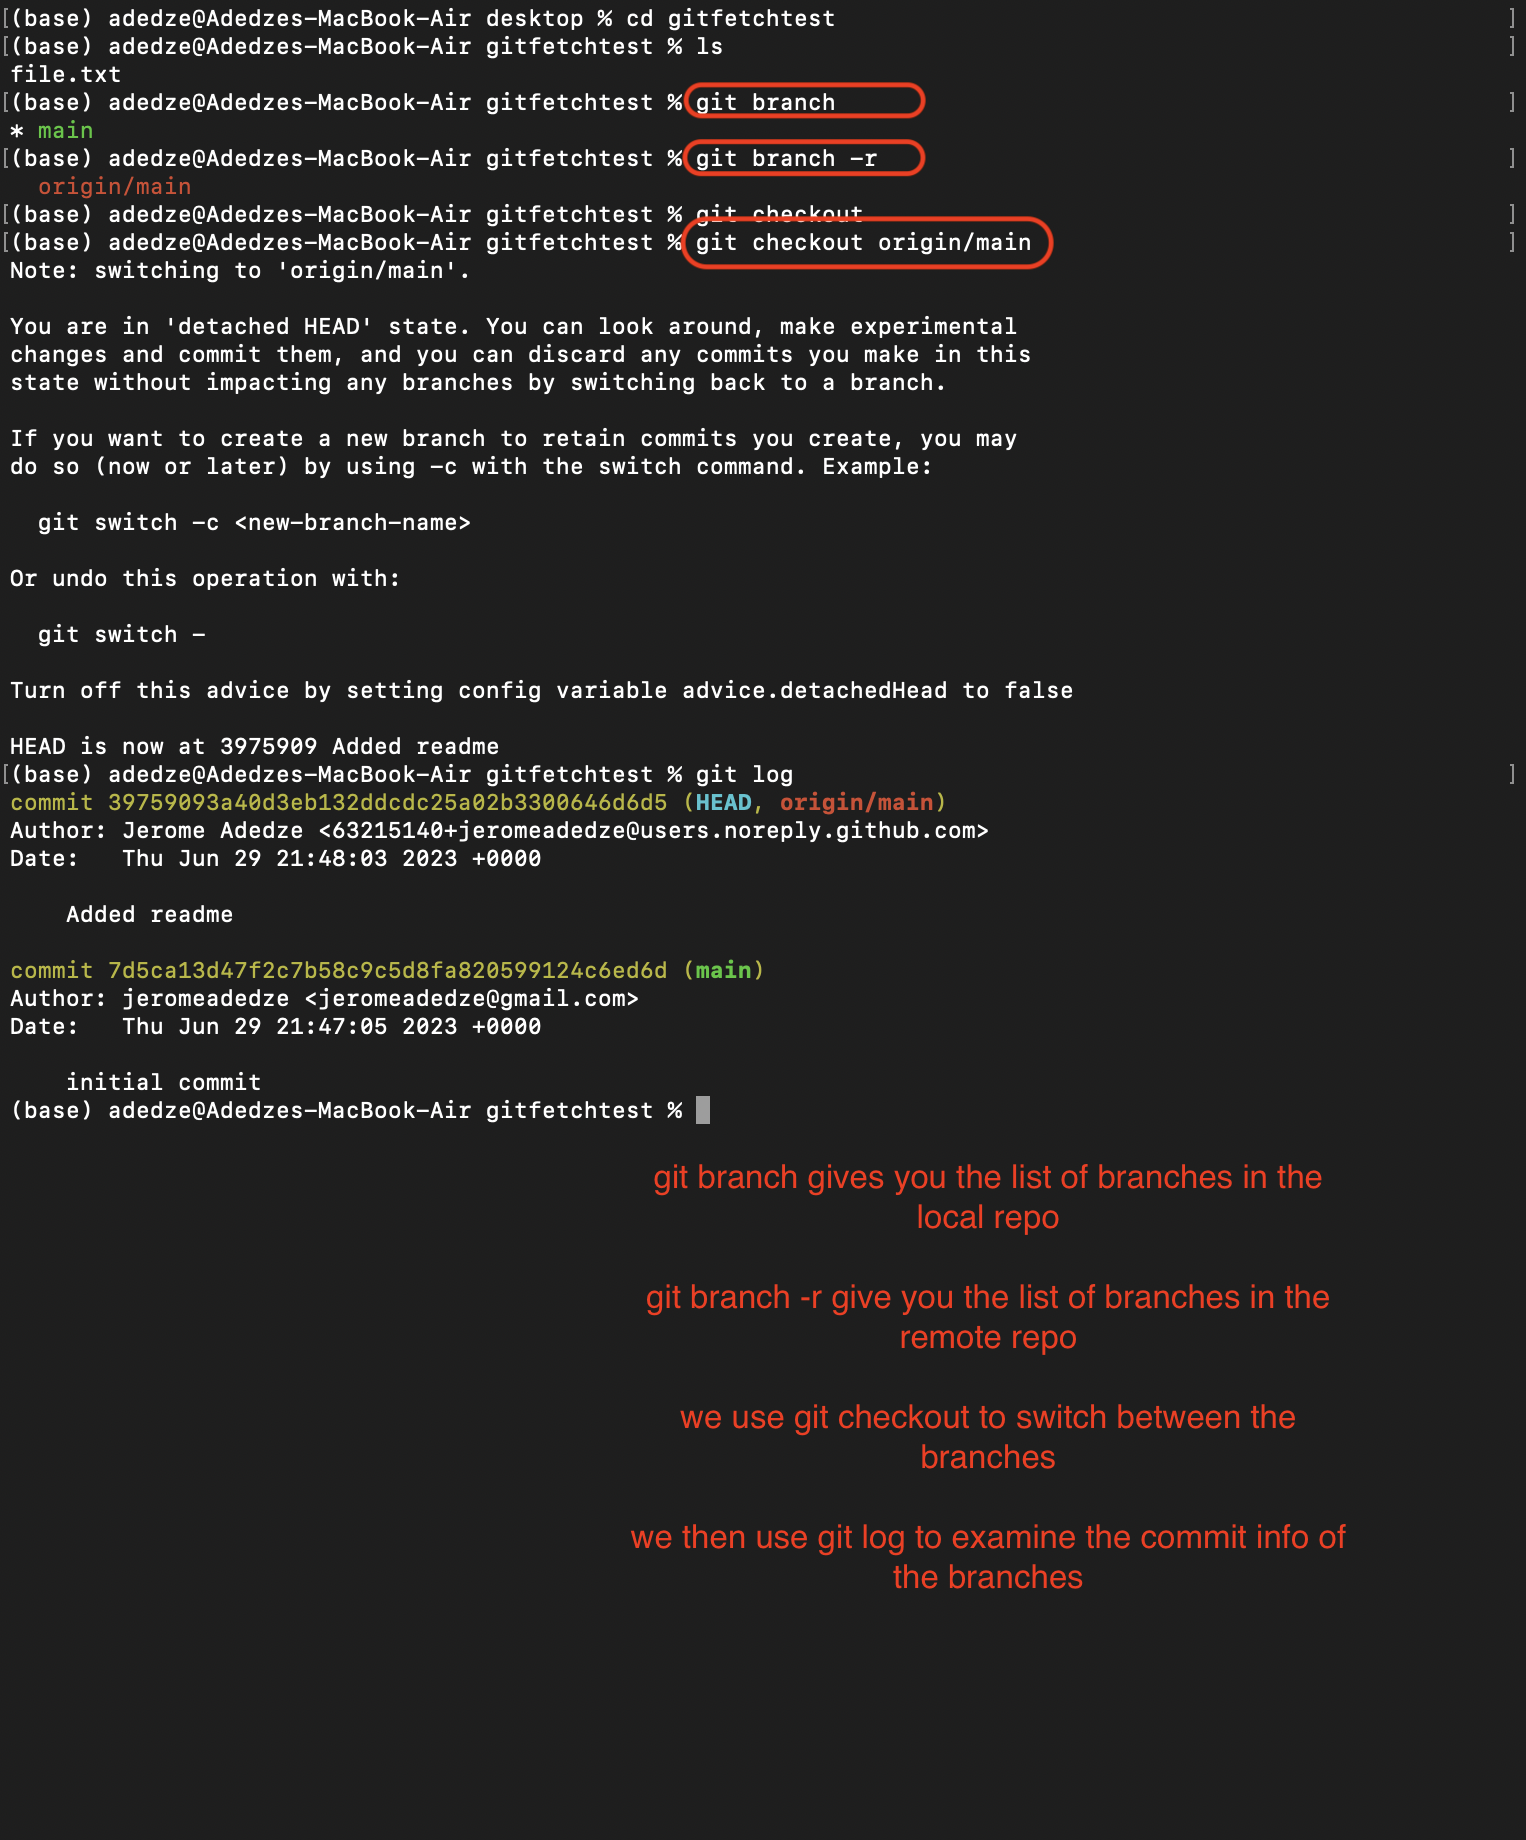 [(base) adedze@Adedzes-MacBook-Air desktop % cd gitfetchtest ]
[(base) adedze@Adedzes-MacBook-Air gitfetchtest % ls ]
file.txt
[(base) adedze@Adedzes-MacBook-Air gitfetchtest % git branch ]
* main
[(base) adedze@Adedzes-MacBook-Air gitfetchtest % git branch -r ]
origin/main
[(base) adedze@Adedzes-MacBook-Air gitfetchtest % git checkout ]
[(base) adedze@Adedzes-MacBook-Air gitfetchtest % git checkout origin/main ]
Note: switching to 'origin/main'.
You are in 'detached HEAD' state. You can look around, make experimental
changes and commit them, and you can discard any commits you make in this
state without impacting any branches by switching back to a branch.
If you want to create a new branch to retain commits you create, you may
do so (now or later) by using -c with the switch command. Example:
git switch -c <new-branch-name>
Or undo this operation with:
git switch -
Turn off this advice by setting config variable advice.detachedHead to false
HEAD is now at 3975909 Added readme
[(base) adedze@Adedzes-MacBook-Air gitfetchtest % git log ]
commit 39759093a40d3eb132ddcdc25a02b3300646d6d5 (HEAD, origin/main)
Author: Jerome Adedze <63215140+jeromeadedze@users.noreply.github.com>
Date:   Thu Jun 29 21:48:03 2023 +0000
Added readme
commit 7d5ca13d47f2c7b58c9c5d8fa820599124c6ed6d (main)
Author: jeromeadedze <jeromeadedze@gmail.com>
Date:   Thu Jun 29 21:47:05 2023 +0000
initial commit
(base) adedze@Adedzes-MacBook-Air gitfetchtest %
git branch gives you the list of branches in the
local repo
git branch -r give you the list of branches in the
remote repo
we use git checkout to switch between the
branches
we then use git log to examine the commit info of
the branches